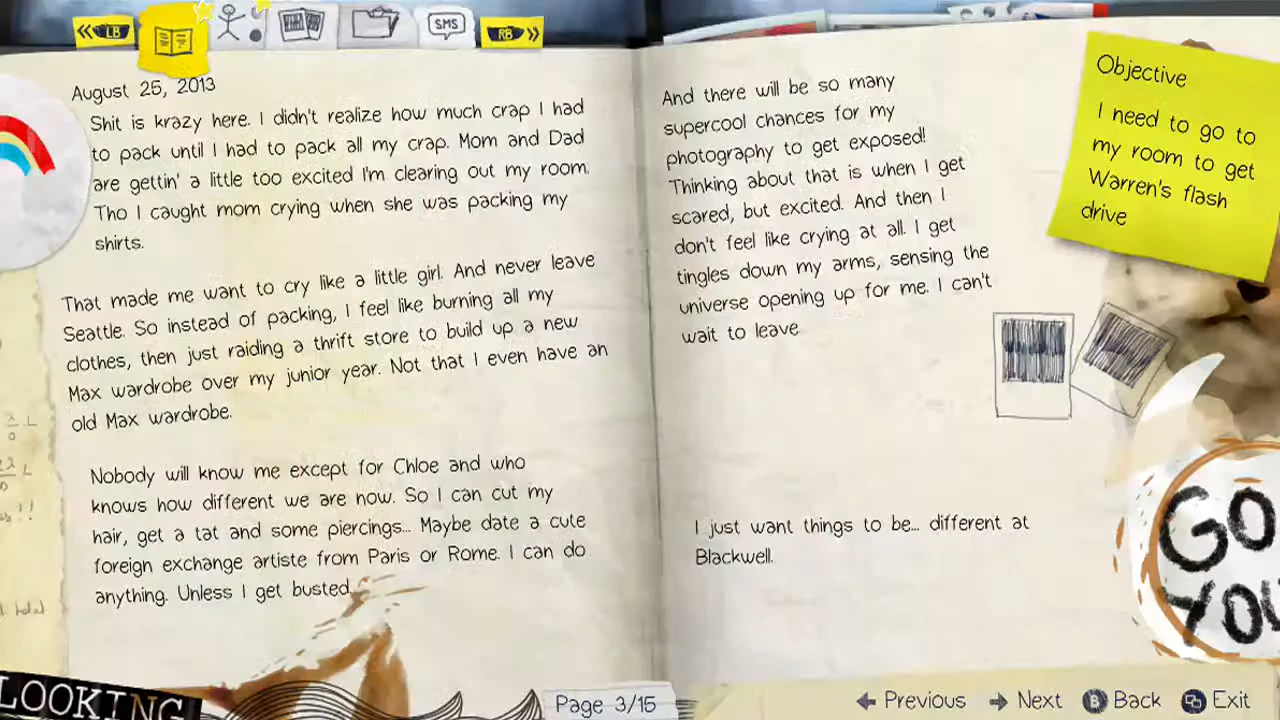 LB
SMS
RB
August 25, 2013
Shit is krazy here. I didn't realize how much crap I had
to pack until I had to pack all my crap. Mom and Dad
are gettin' a little too excited I'm clearing out my room.
Tho I caught mom crying when she was packing my
shirts.
That made me want to cry like a little girl. And never leave
Seattle. So instead of packing, I feel like burning all my
clothes, then just raiding a thrift store to build up a new
Max wardrobe over my junior year. Not that I even have an
old Max wardrobe.
Nobody will know me except for Chloe and who
knows how different we are now. So I can cut my
hair, get a tat and some piercings... Maybe date a cute
foreign exchange artiste from Paris or Rome. I can do
anything. Unless I get busted.
And there will be so many
supercool chances for my
photography to get exposed!
Thinking about that is when I get
scared, but excited. And then I
don't feel like crying at all. I get
tingles down my arms, sensing the
universe opening up for me. I can't
wait to leave.
I just want things to be... different at
Blackwell.
Objective
I need to go to
my room to get
Warren's flash
drive
GO
YOU
LOOKING
Page 3/15
Previous
Next
B Back
Exit